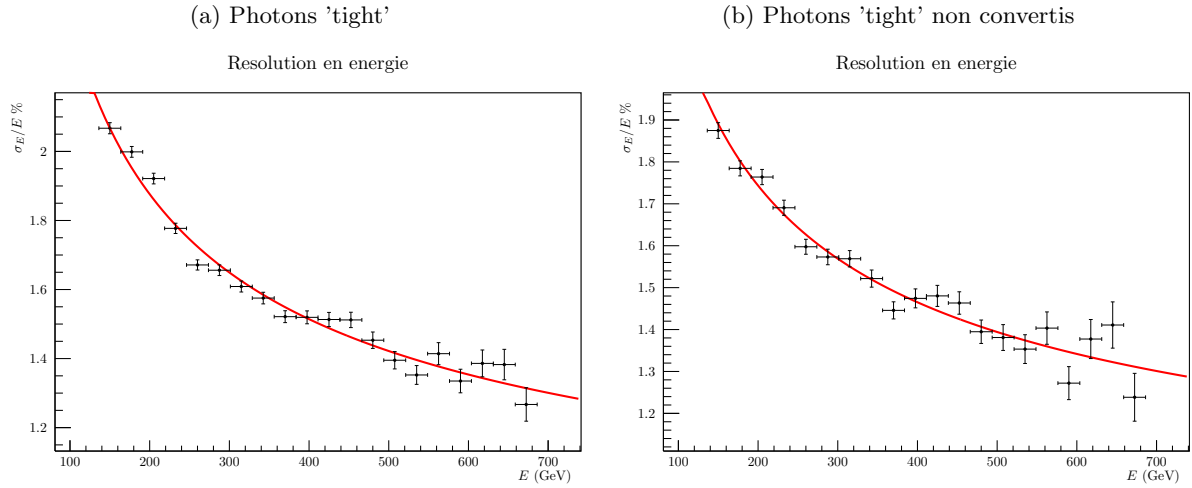 (a) Photons 'tight'
Resolution en energie
σ_E/E %
2
1.8
1.6
1.4
1.2
100 200 300 400 500 600 700
E (GeV)
(b) Photons 'tight' non convertis
Resolution en energie
σ_E/E %
1.9
1.8
1.7
1.6
1.5
1.4
1.3
1.2
100 200 300 400 500 600 700
E (GeV)